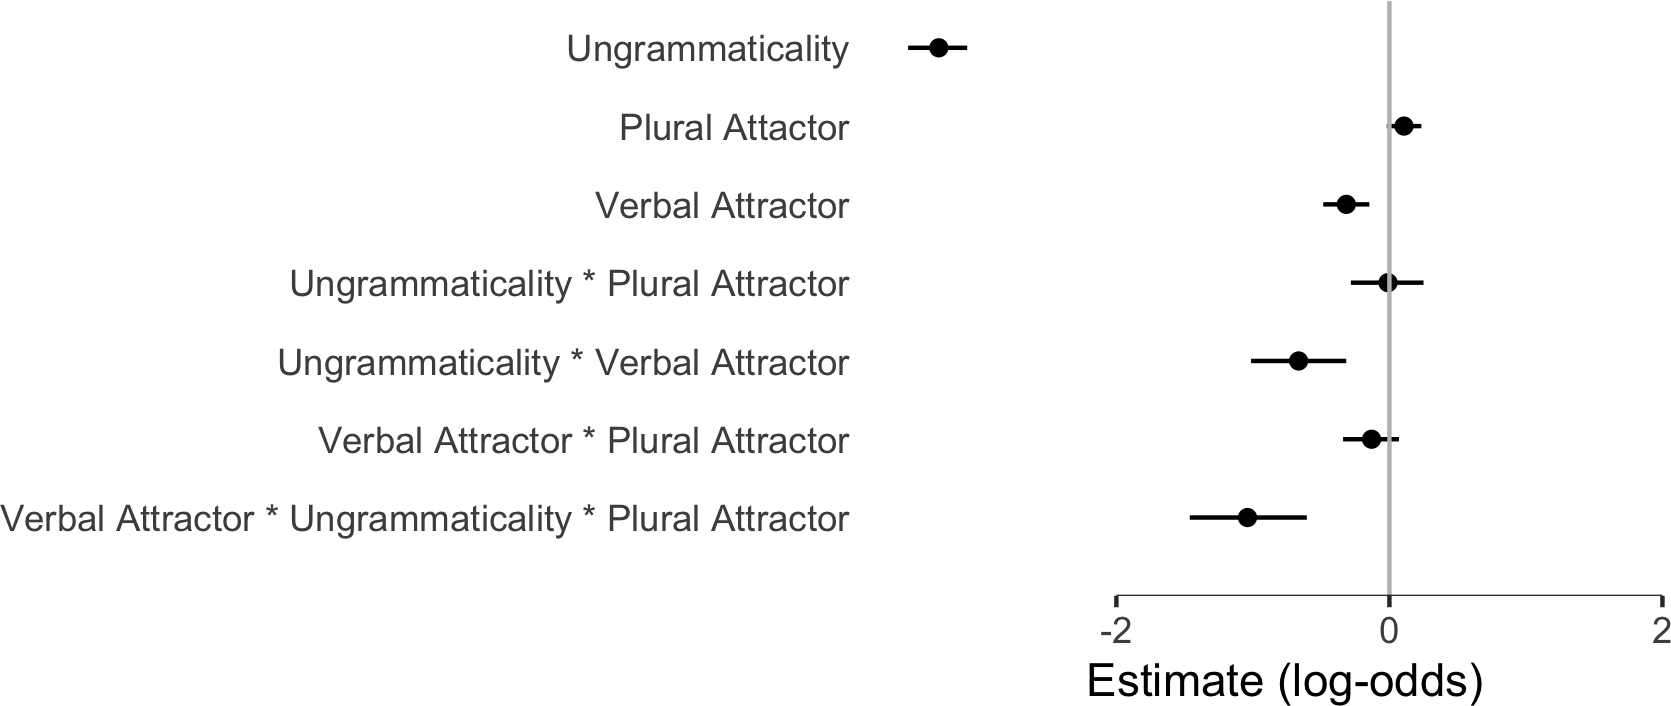 Ungrammaticality
Plural Attactor
Verbal Attractor
Ungrammaticality * Plural Attractor
Ungrammaticality * Verbal Attractor
Verbal Attractor * Plural Attractor
Verbal Attractor * Ungrammaticality * Plural Attractor
-2 0 2
Estimate (log-odds)